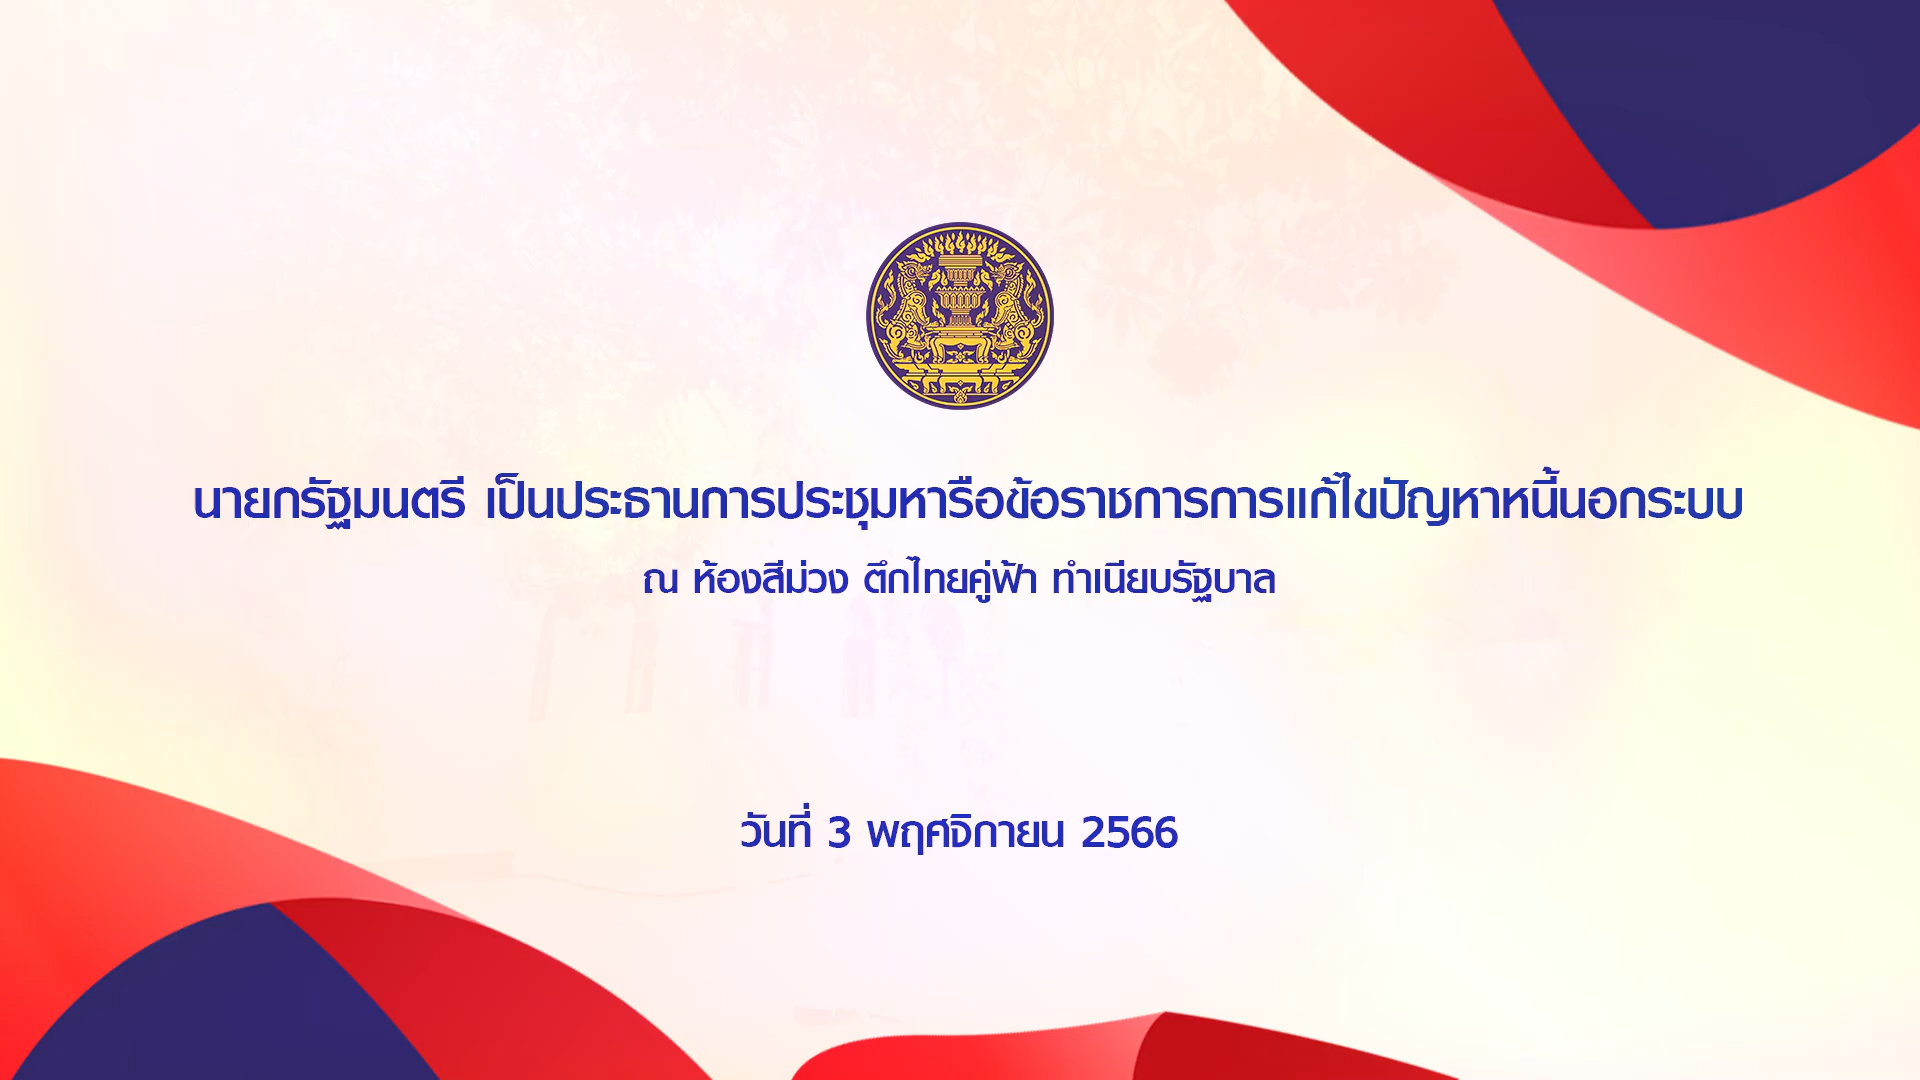 นายกรัฐมนตรี เป็นประธานการประชุมหารือข้อราชการการแก้ไขปัญหาหนี้นอกระบบ
ณ ห้องสีม่วง ตึกไทยคู่ฟ้า ทำเนียบรัฐบาล
วันที่ 3 พฤศจิกายน 2566